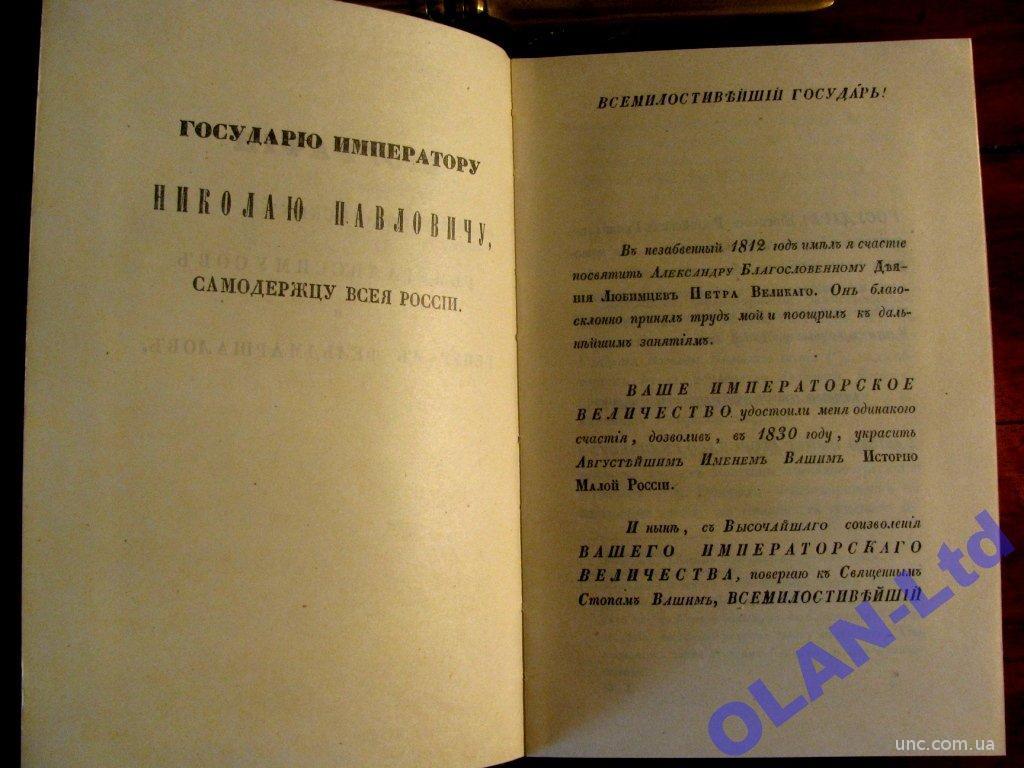 ГОСУДАРЮ ИМПЕРАТОРУ
НИКОЛАЮ ПАВЛОВИЧУ,
САМОДЕРЖЦУ ВСЕЯ РОССІИ.
ВСЕМИЛОСТИВѢЙШІЙ ГОСУДАРЬ!
Въ незабвенный 1812 годъ имѣлъ я счастіе
посвятить Александру Благословенному Дѣя-
нія Любимцевъ Петра Великаго. Онъ благо-
склонно принялъ трудъ мой и поощрилъ къ даль-
нѣйшимъ занятіямъ.
ВАШЕ ИМПЕРАТОРСКОЕ
ВЕЛИЧЕСТВО удостоили меня одинакого
счастія, дозволивъ, въ 1830 году, украсить
Августѣйшимъ Именемъ Вашимъ Исторію
Малой Россіи.
И нынѣ, съ Высочайшаго соизволенія
ВАШЕГО ИМПЕРАТОРСКАГО
ВЕЛИЧЕСТВА, повергаю къ Священнымъ
Стопамъ Вашимъ, ВСЕМИЛОСТИВѢЙШІЙ
OLAN-Ltd
unc.com.ua